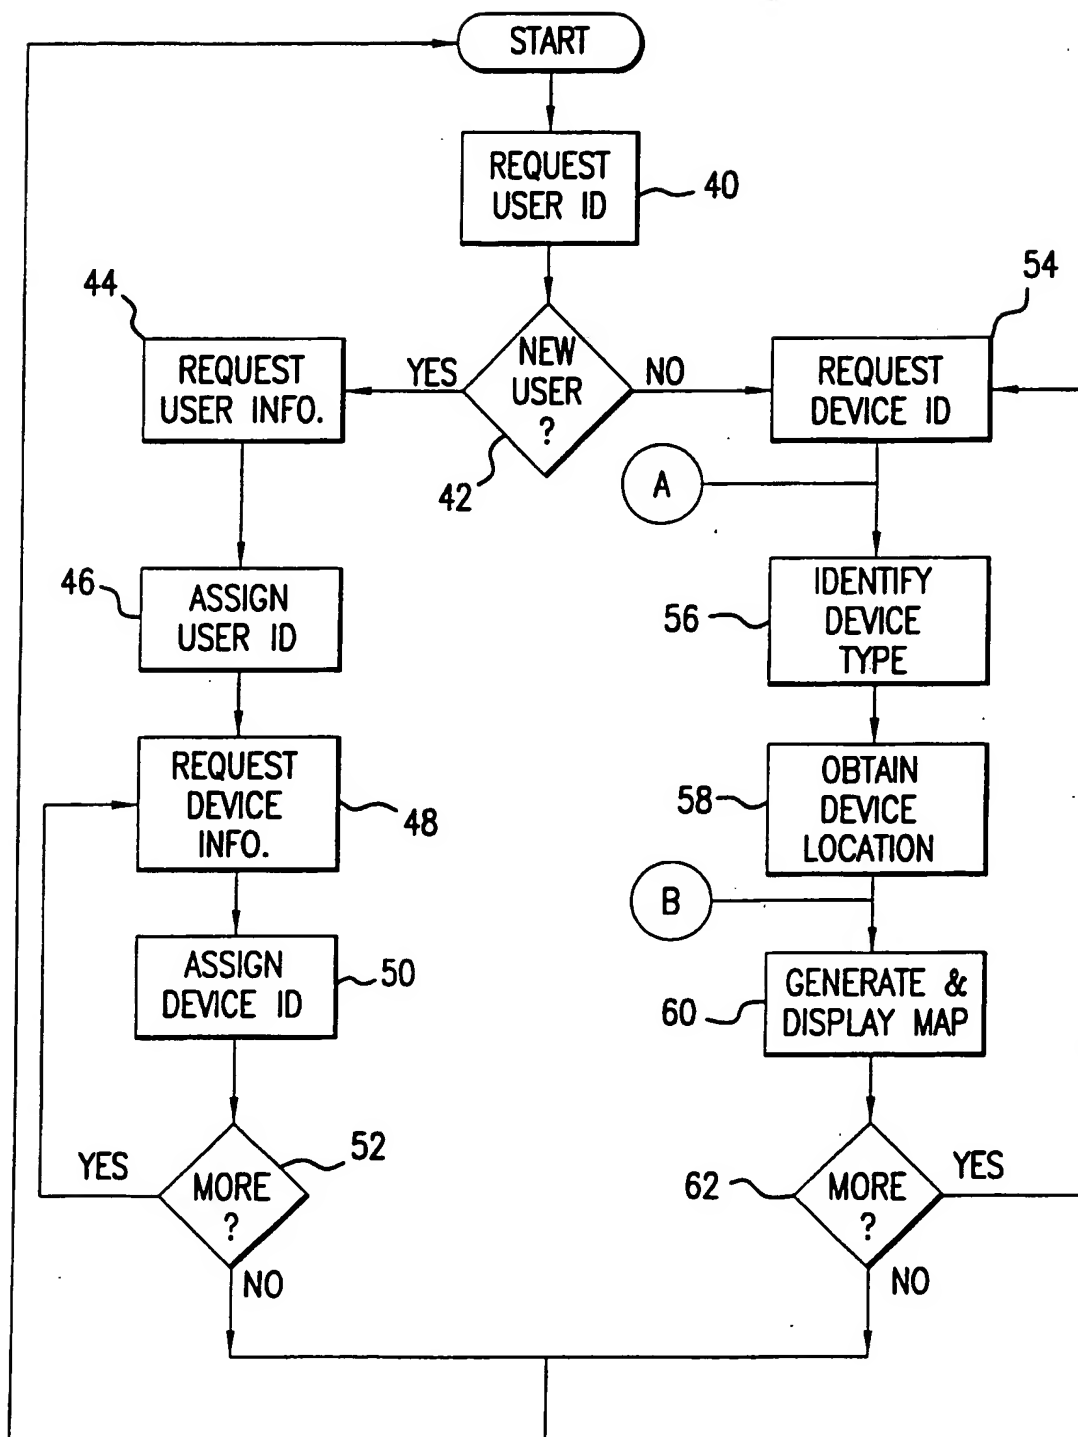 START
REQUEST
USER ID
40
44
54
REQUEST
USER INFO.
YES
NEW
USER
?
NO
REQUEST
DEVICE ID
42
A
46
ASSIGN
USER ID
IDENTIFY
DEVICE
TYPE
56
REQUEST
DEVICE
INFO.
48
OBTAIN
DEVICE
LOCATION
58
B
ASSIGN
DEVICE ID
50
GENERATE &
DISPLAY MAP
60
YES
MORE
?
52
NO
62
MORE
?
YES
NO